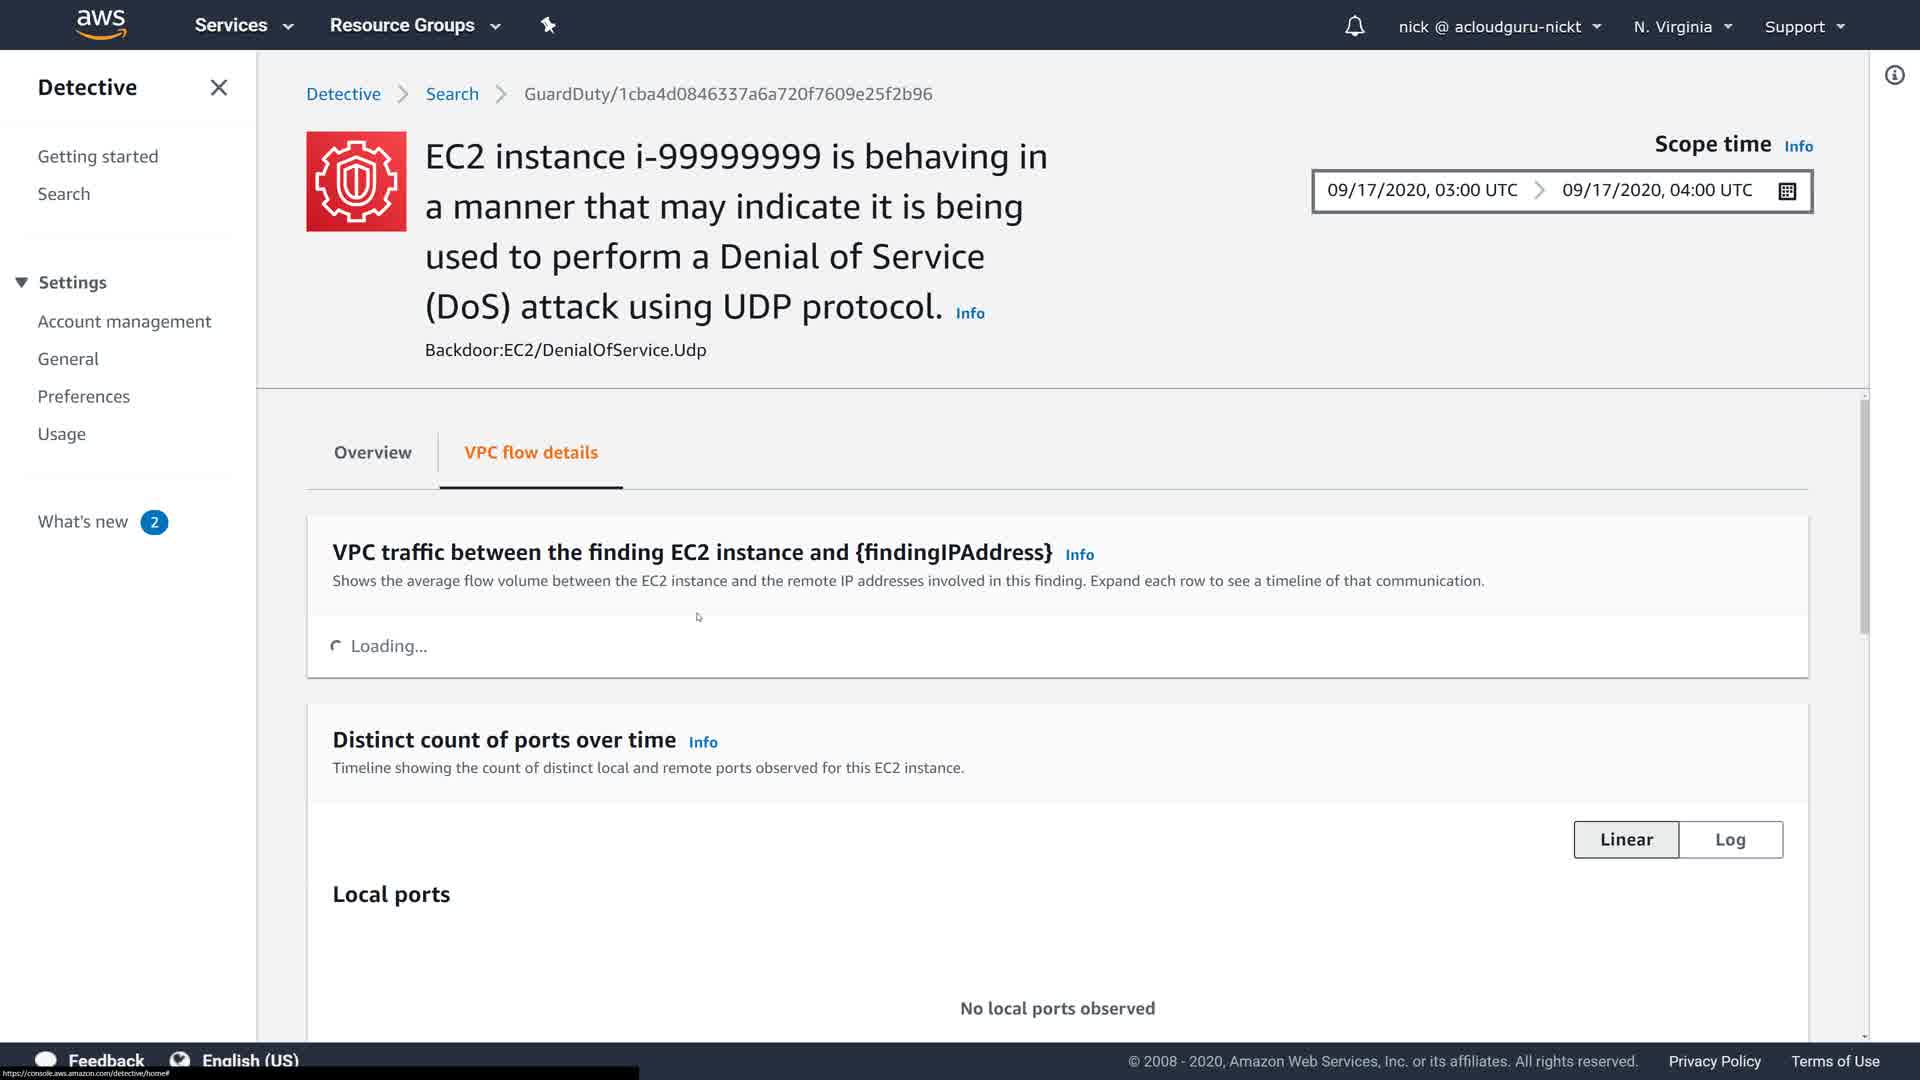 aws
Services
Resource Groups
nick @ acloudguru-nickt
N. Virginia
Support
Detective
Getting started
Search
Settings
Account management
General
Preferences
Usage
What's new 2
Detective > Search > GuardDuty/1cba4d0846337a6a720f7609e25f2b96
EC2 instance i-99999999 is behaving in
a manner that may indicate it is being
used to perform a Denial of Service
(DoS) attack using UDP protocol. Info
Backdoor:EC2/DenialOfService.Udp
Scope time Info
09/17/2020, 03:00 UTC > 09/17/2020, 04:00 UTC
Overview
VPC flow details
VPC traffic between the finding EC2 instance and {findingIPAddress} Info
Shows the average flow volume between the EC2 instance and the remote IP addresses involved in this finding. Expand each row to see a timeline of that communication.
Loading...
Distinct count of ports over time Info
Timeline showing the count of distinct local and remote ports observed for this EC2 instance.
Linear
Log
Local ports
No local ports observed
Feedback
English (US)
© 2008 - 2020, Amazon Web Services, Inc. or its affiliates. All rights reserved.
Privacy Policy
Terms of Use
https://console.aws.amazon.com/detective/home#